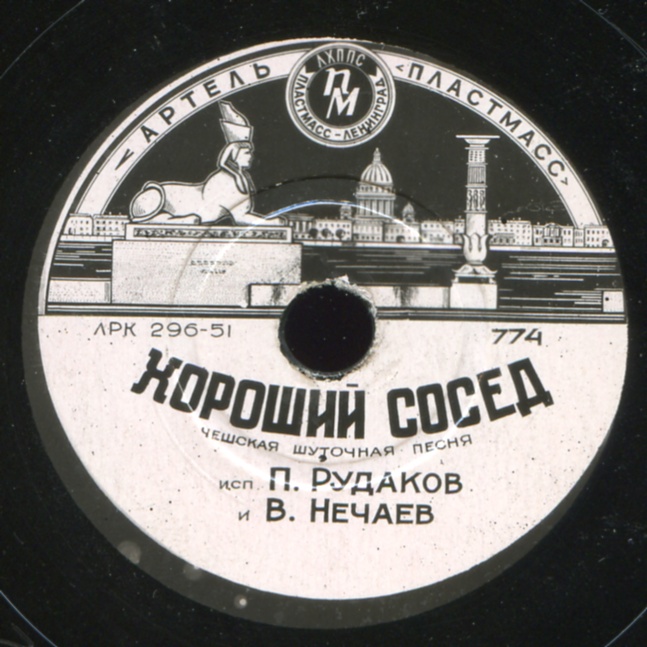 «АРТЕЛЬ «ПЛАСТМАСС»
ЛХППС
ПМ
ПЛАСТМАСС-ЛЕНИНГРАД
ЛРК 296-51
774
ХОРОШИЙ СОСЕД
ЧЕШСКАЯ ШУТОЧНАЯ ПЕСНЯ
исп. П. РУДАКОВ
и В. НЕЧАЕВ